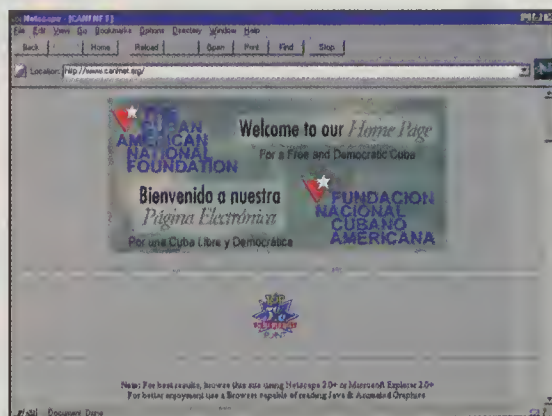 Netscape - [CANFNET]
File Edit View Go Bookmarks Options Directory Window Help
Back Home Reload Open Print Find Stop
Location: http://www.canfnet.org/
THE CUBAN AMERICAN NATIONAL FOUNDATION
Welcome to our Home Page
For a Free and Democratic Cuba
Bienvenido a nuestra
Página Electrónica
Por una Cuba Libre y Democrática
FUNDACION NACIONAL CUBANO AMERICANA
Note: For best results, browse this site using Netscape 2.0+ or Microsoft Explorer 2.0+
For better enjoyment use a Browser capable of reading Java & Animated Graphics
Document: Done